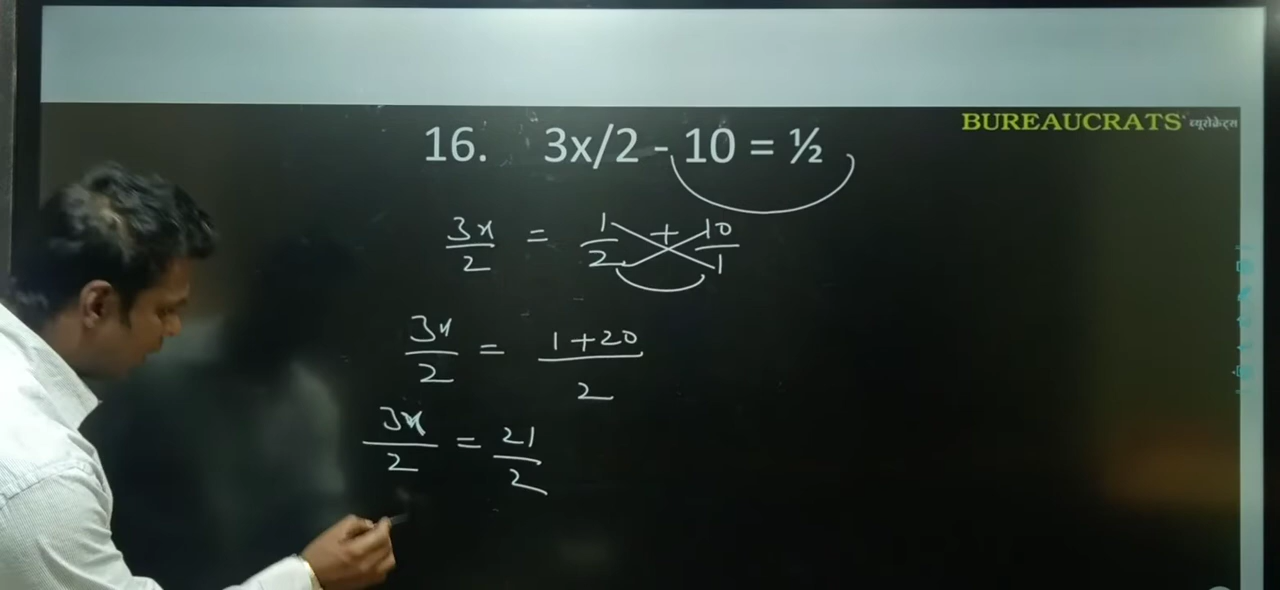 BUREAUCRATS' ब्यूरोक्रेट्स
16. 3x/2 - 10 = ½
3x/2 = 1/2 + 10/1
3x/2 = 1+20/2
3x/2 = 21/2